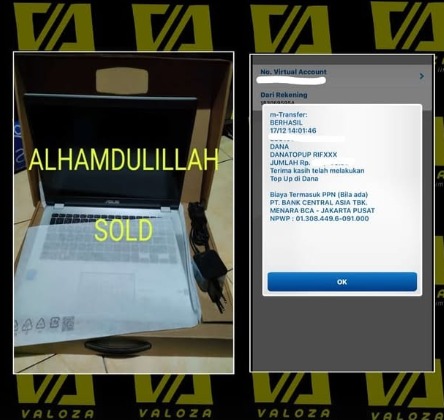 ALHAMDULILLAH
SOLD
ASUS
No. Virtual Account
Dari Rekening
m-Transfer:
BERHASIL
17/12 14:01:46
DANA
DANATOPUP RIFXXX
JUMLAH Rp.
Terima kasih telah melakukan
Top Up di Dana
Biaya Termasuk PPN (Bila ada)
PT. BANK CENTRAL ASIA TBK.
MENARA BCA - JAKARTA PUSAT
NPWP : 01.308.449.6-091.000
OK
VALOZA
VALOZA
VALOZA
VALOZA